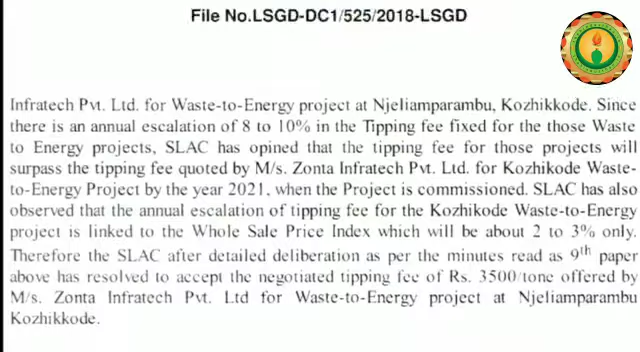 File No.LSGD-DC1/525/2018-LSGD
Infratech Pvt. Ltd. for Waste-to-Energy project at Njeliamparambu, Kozhikkode. Since
there is an annual escalation of 8 to 10% in the Tipping fee fixed for the those Waste
to Energy projects, SLAC has opined that the tipping fee for those projects will
surpass the tipping fee quoted by M/s. Zonta Infratech Pvt. Ltd. for Kozhikode Waste-
to-Energy Project by the year 2021, when the Project is commissioned. SLAC has also
observed that the annual escalation of tipping fee for the Kozhikode Waste-to-Energy
project is linked to the Whole Sale Price Index which will be about 2 to 3% only.
Therefore the SLAC after detailed deliberation as per the minutes read as 9th paper
above has resolved to accept the negotiated tipping fee of Rs. 3500/tone offered by
M/s. Zonta Infratech Pvt. Ltd for Waste-to-Energy project at Njeliamparambu
Kozhikkode.